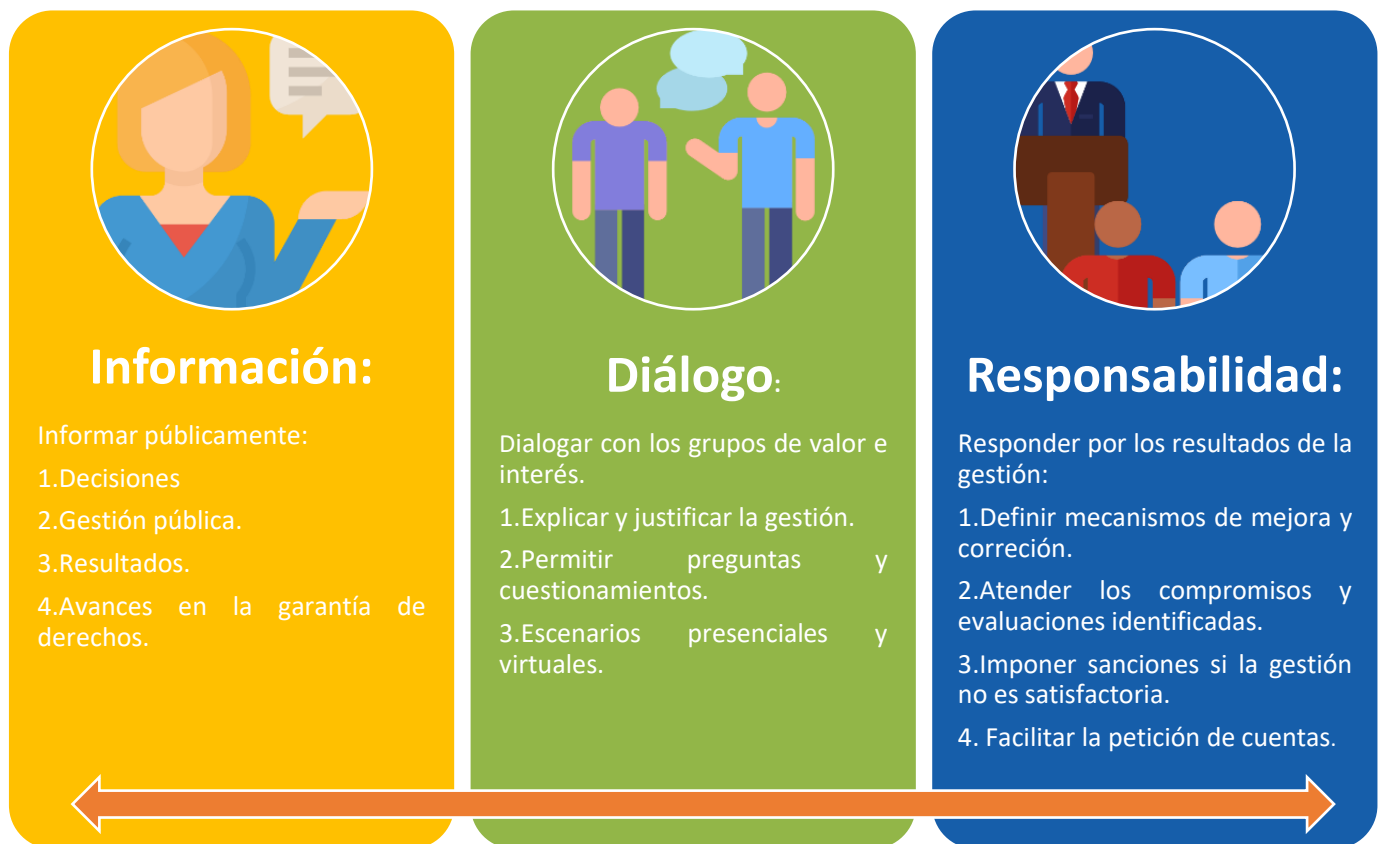 Información:
Informar públicamente:
1.Decisiones
2.Gestión pública.
3.Resultados.
4.Avances en la garantía de
derechos.
Diálogo:
Dialogar con los grupos de valor e
interés.
1.Explicar y justificar la gestión.
2.Permitir preguntas y
cuestionamientos.
3.Escenarios presenciales y
virtuales.
Responsabilidad:
Responder por los resultados de la
gestión:
1.Definir mecanismos de mejora y
correción.
2.Atender los compromisos y
evaluaciones identificadas.
3.Imponer sanciones si la gestión
no es satisfactoria.
4. Facilitar la petición de cuentas.